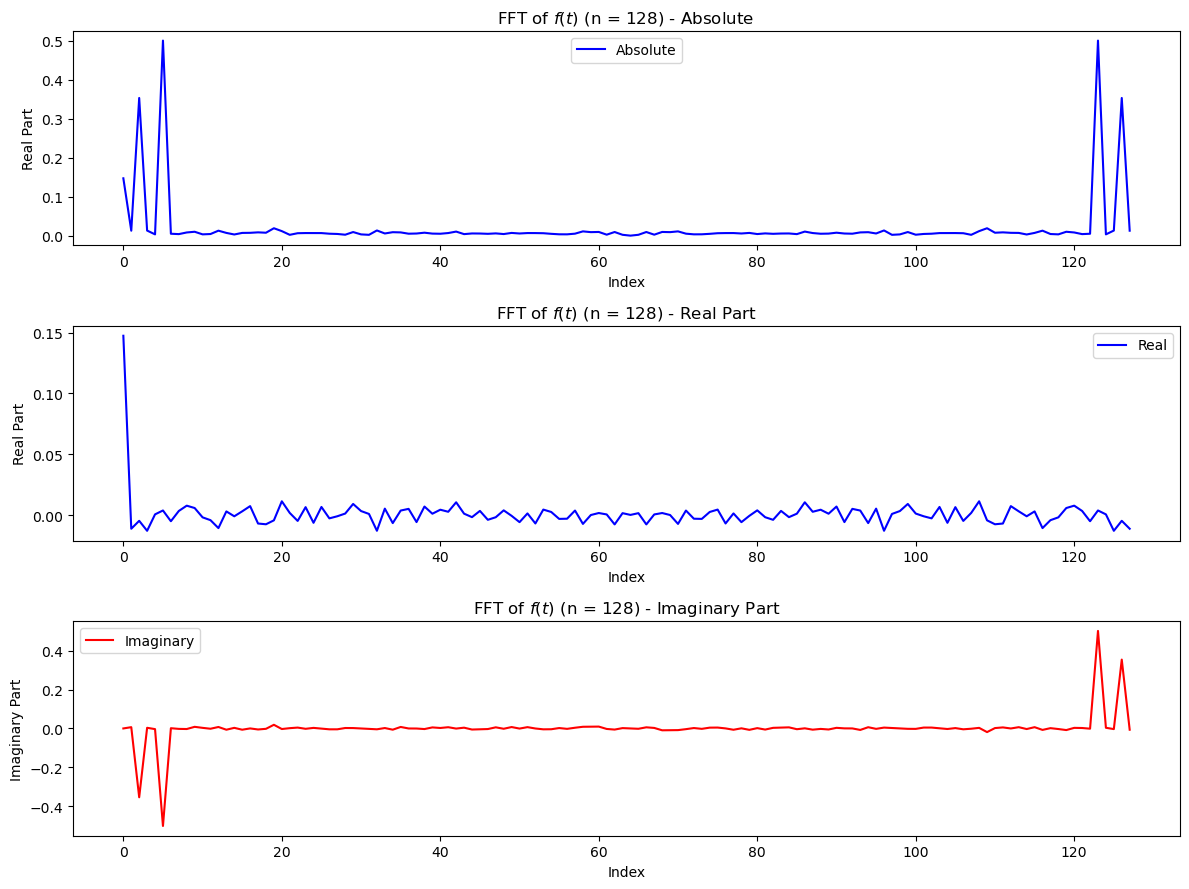 FFT of f(t) (n = 128) - Absolute
Absolute
Real Part
0.5
0.4
0.3
0.2
0.1
0.0
0 20 40 60 80 100 120
Index
FFT of f(t) (n = 128) - Real Part
Real
Real Part
0.15
0.10
0.05
0.00
0 20 40 60 80 100 120
Index
FFT of f(t) (n = 128) - Imaginary Part
Imaginary
Imaginary Part
0.4
0.2
0.0
−0.2
−0.4
0 20 40 60 80 100 120
Index